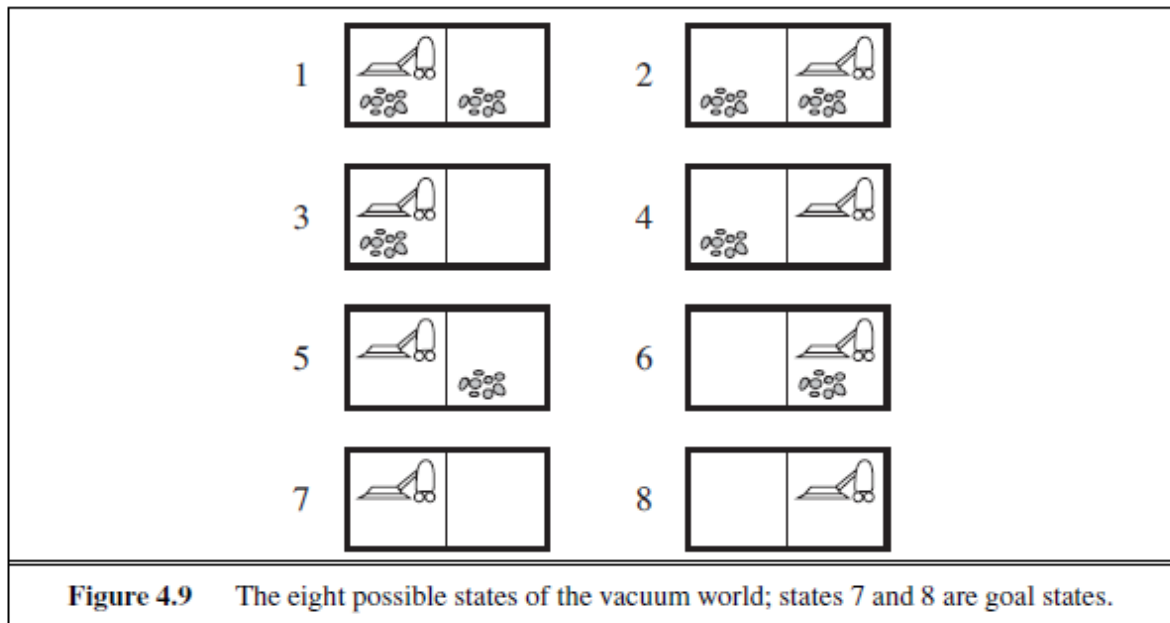 1 2
3 4
5 6
7 8
Figure 4.9 The eight possible states of the vacuum world; states 7 and 8 are goal states.